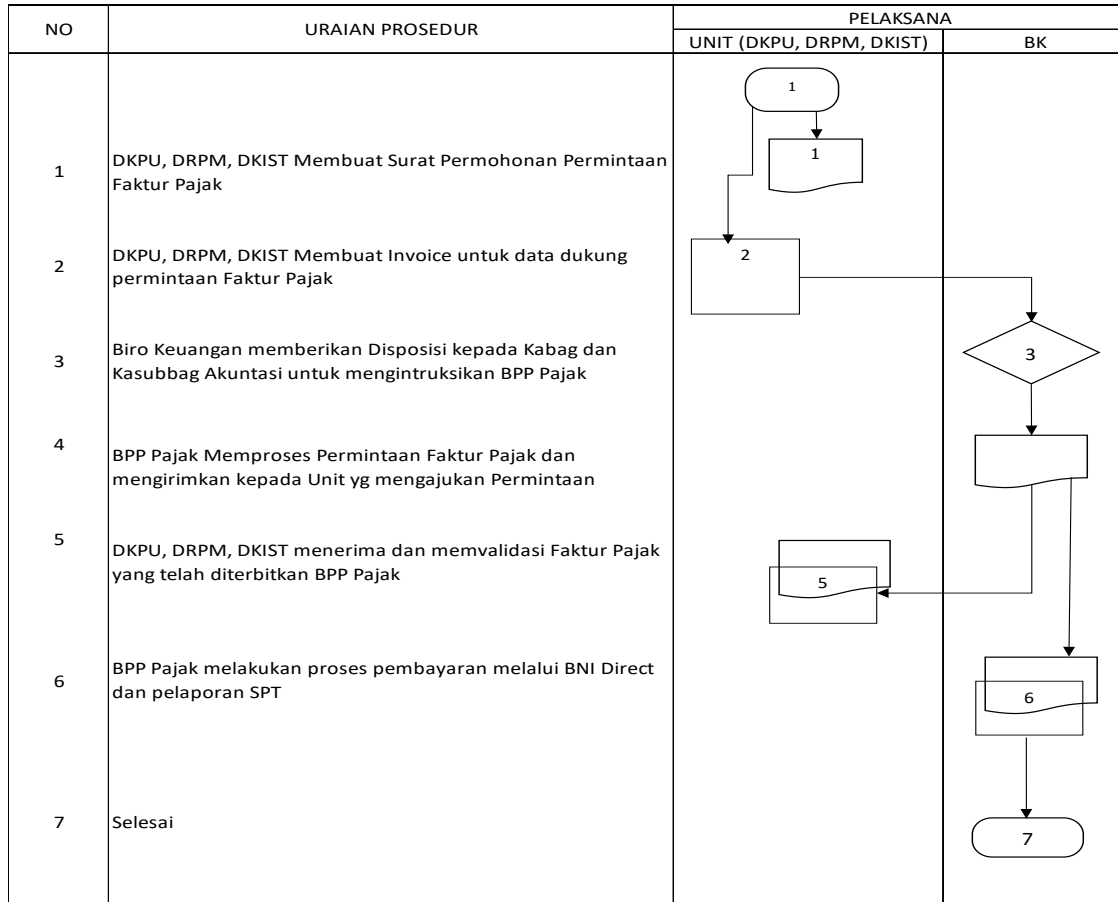 NO
URAIAN PROSEDUR
PELAKSANA
UNIT (DKPU, DRPM, DKIST)
BK
1
1
1
DKPU, DRPM, DKIST Membuat Surat Permohonan Permintaan
Faktur Pajak
2
DKPU, DRPM, DKIST Membuat Invoice untuk data dukung
permintaan Faktur Pajak
2
3
Biro Keuangan memberikan Disposisi kepada Kabag dan
Kasubbag Akuntasi untuk mengintruksikan BPP Pajak
3
4
BPP Pajak Memproses Permintaan Faktur Pajak dan
mengirimkan kepada Unit yg mengajukan Permintaan
5
DKPU, DRPM, DKIST menerima dan memvalidasi Faktur Pajak
yang telah diterbitkan BPP Pajak
5
6
BPP Pajak melakukan proses pembayaran melalui BNI Direct
dan pelaporan SPT
6
7
Selesai
7